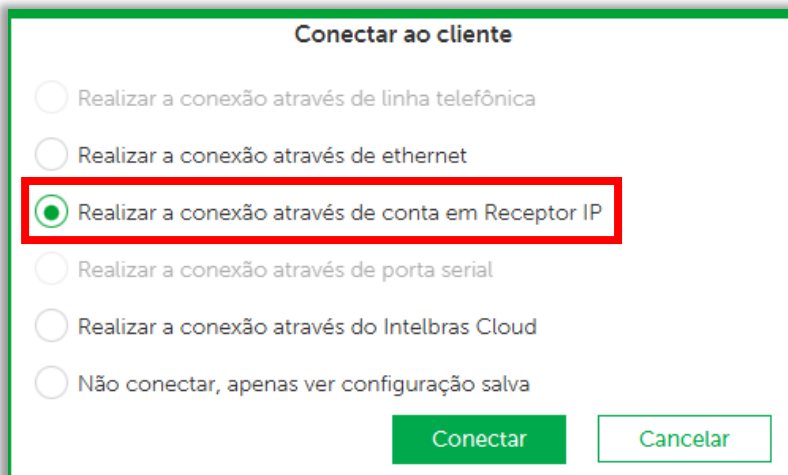 Conectar ao cliente
Realizar a conexão através de linha telefônica
Realizar a conexão através de ethernet
Realizar a conexão através de conta em Receptor IP
Realizar a conexão através de porta serial
Realizar a conexão através do Intelbras Cloud
Não conectar, apenas ver configuração salva
Conectar
Cancelar